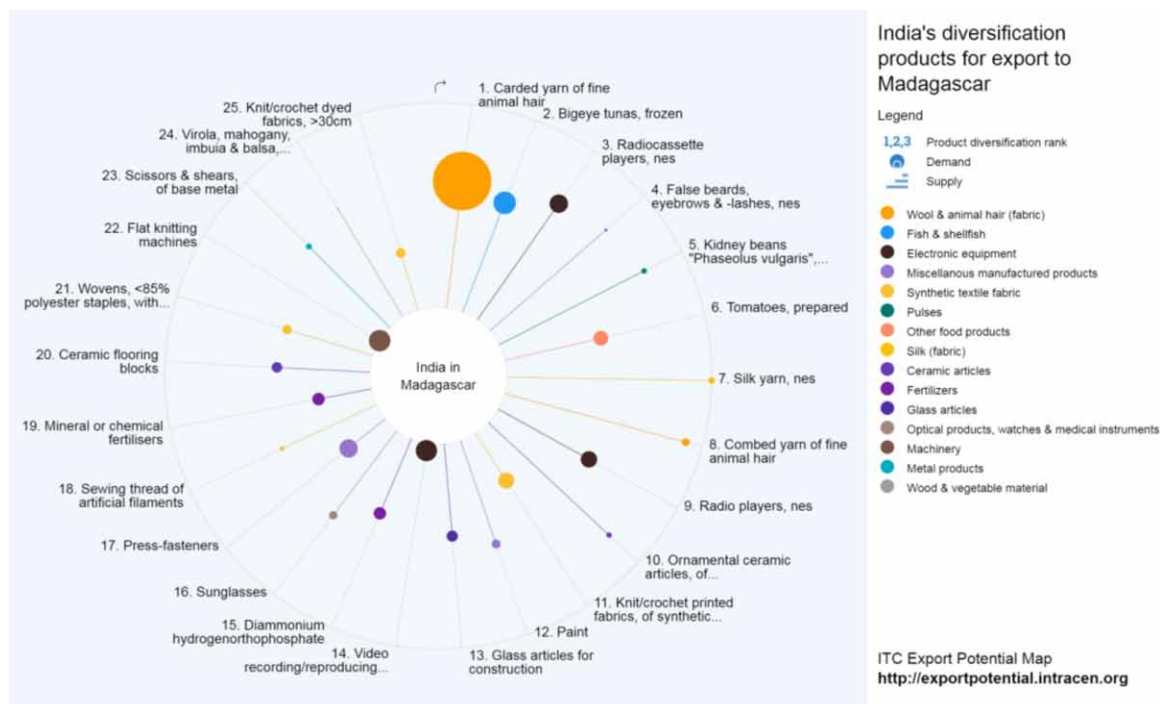 India's diversification
products for export to
Madagascar
Legend
1,2,3 Product diversification rank
Demand
Supply
Wool & animal hair (fabric)
Fish & shellfish
Electronic equipment
Miscellanous manufactured products
Synthetic textile fabric
Pulses
Other food products
Silk (fabric)
Ceramic articles
Fertilizers
Glass articles
Optical products, watches & medical instruments
Machinery
Metal products
Wood & vegetable material
1. Carded yarn of fine
animal hair
2. Bigeye tunas, frozen
3. Radiocassette
players, nes
4. False beards,
eyebrows & -lashes, nes
5. Kidney beans
"Phaseolus vulgaris",...
6. Tomatoes, prepared
7. Silk yarn, nes
8. Combed yarn of fine
animal hair
9. Radio players, nes
10. Ornamental ceramic
articles, of...
11. Knit/crochet printed
fabrics, of synthetic...
12. Paint
13. Glass articles for
construction
14. Video
recording/reproducing...
15. Diammonium
hydrogenorthophosphate
16. Sunglasses
17. Press-fasteners
18. Sewing thread of
artificial filaments
19. Mineral or chemical
fertilisers
20. Ceramic flooring
blocks
21. Wovens, <85%
polyester staples, with...
22. Flat knitting
machines
23. Scissors & shears,
of base metal
24. Virola, mahogany,
imbuia & balsa,...
25. Knit/crochet dyed
fabrics, >30cm
India in
Madagascar
ITC Export Potential Map
http://exportpotential.intracen.org